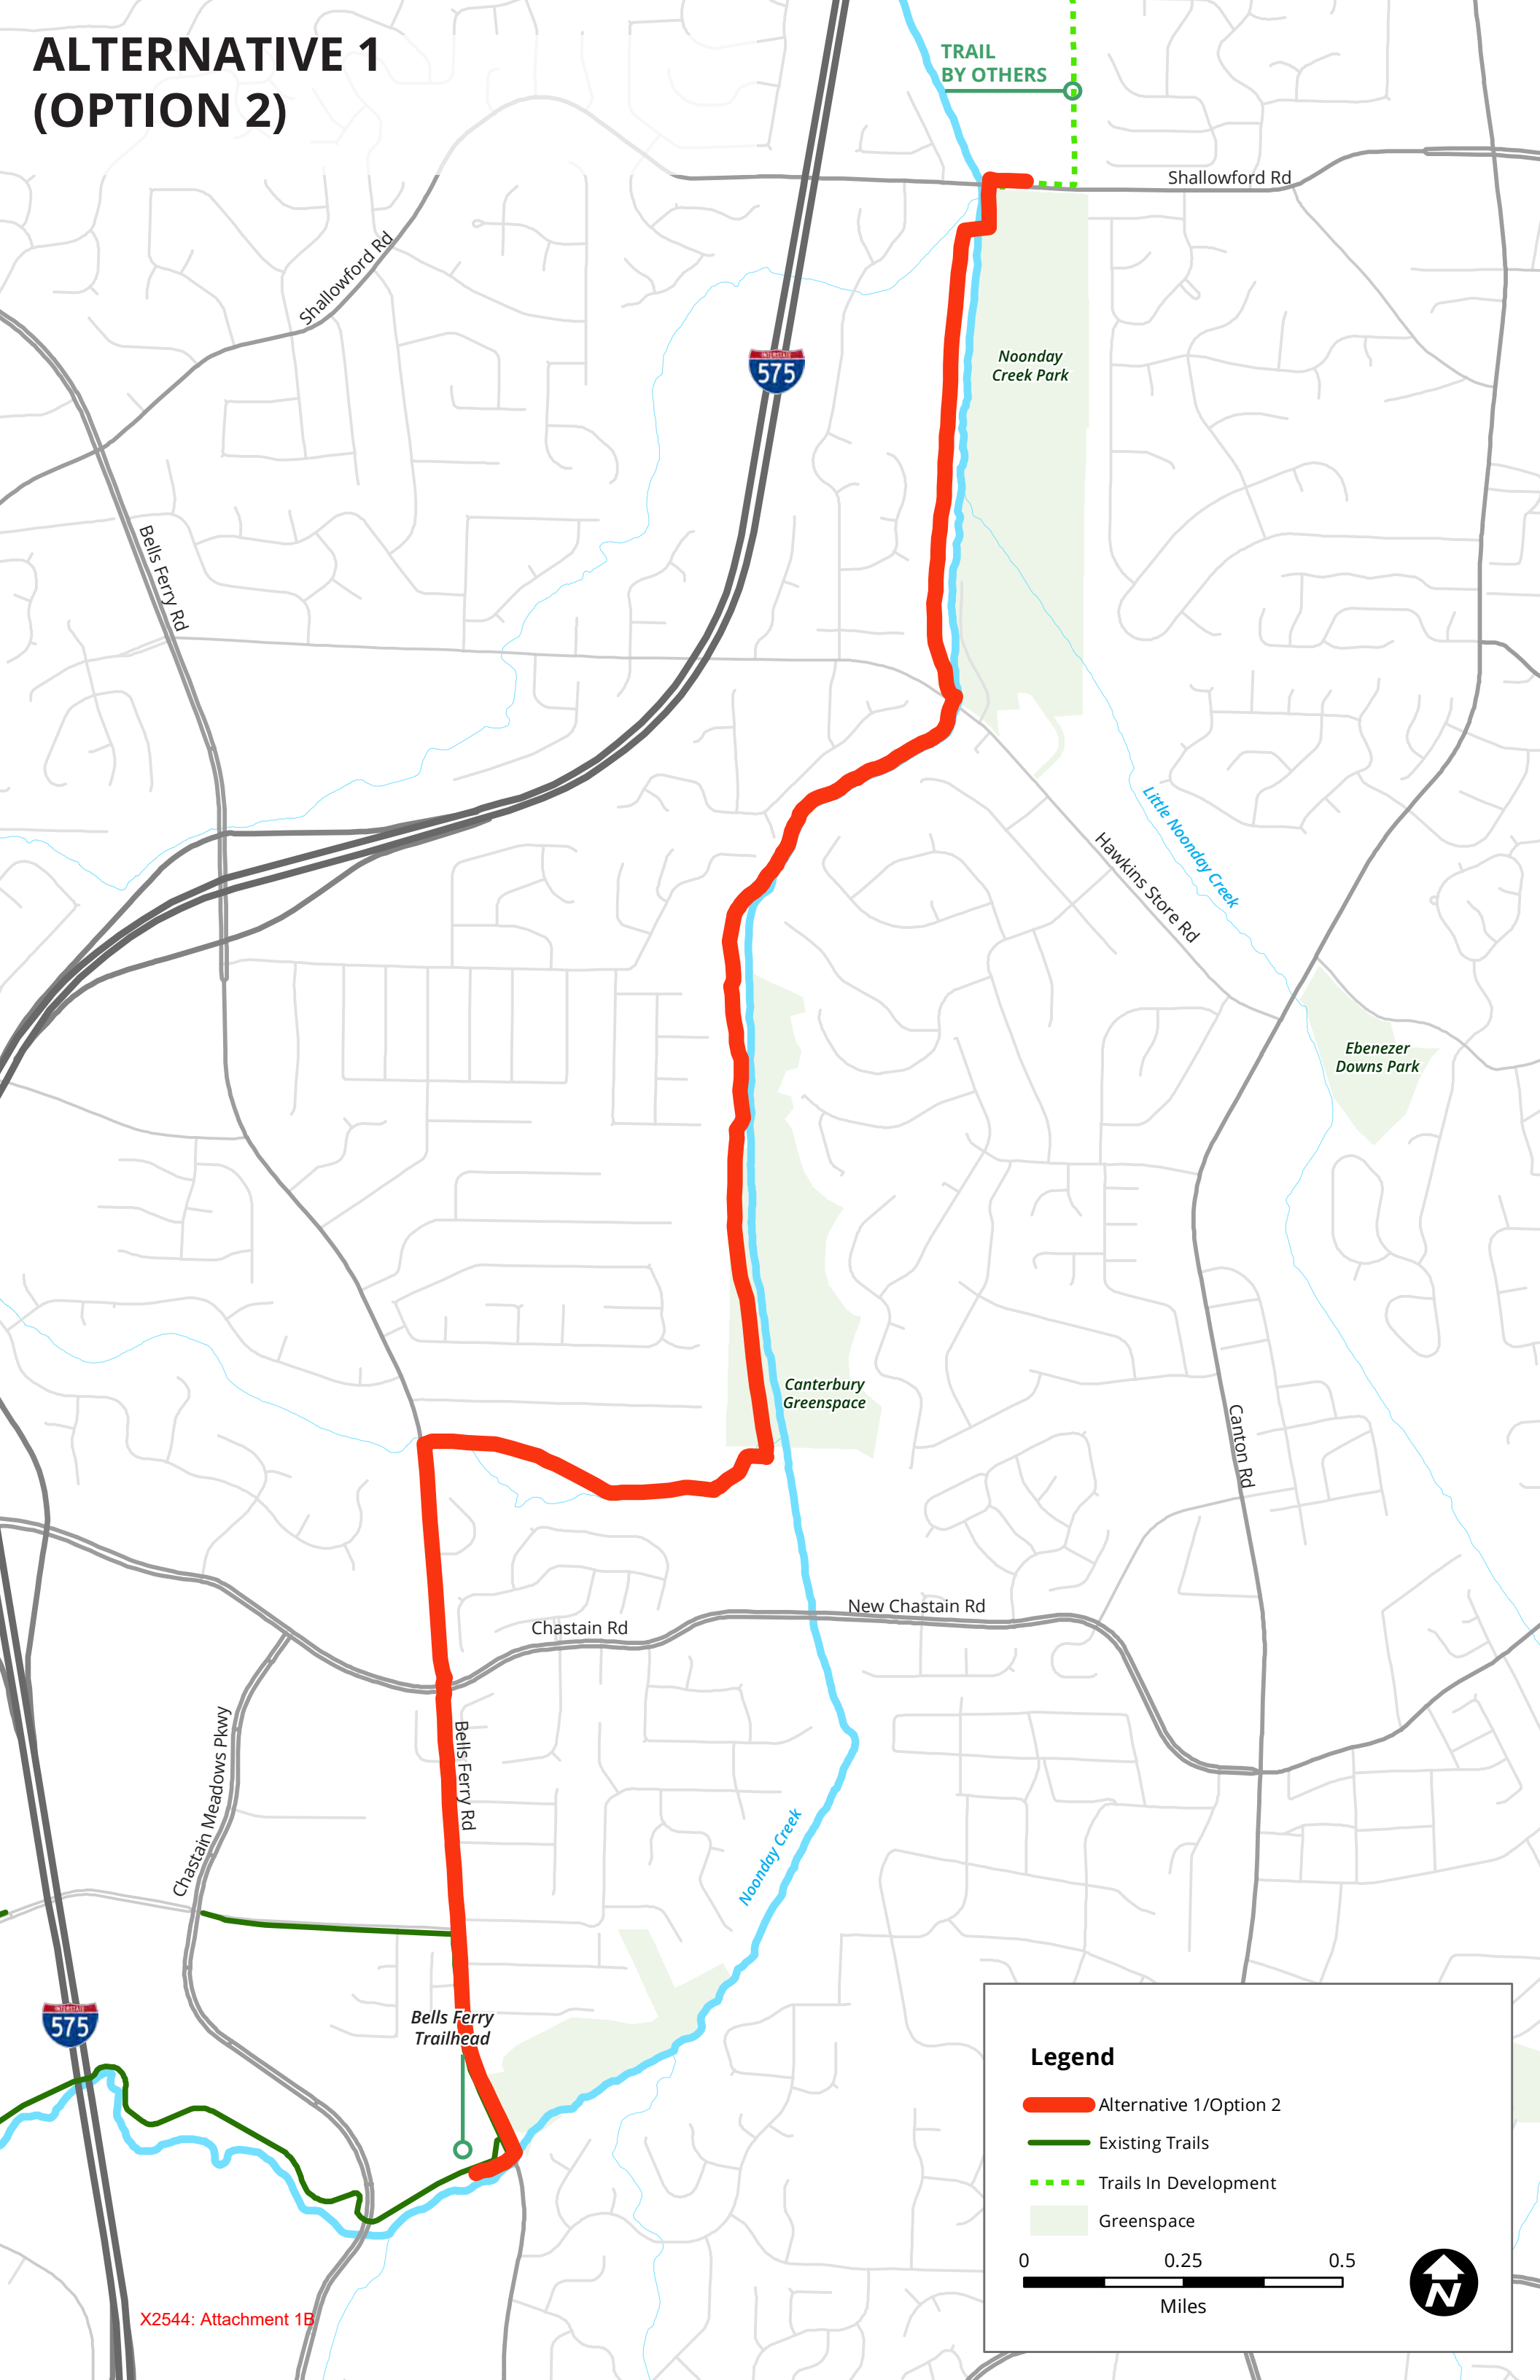 ALTERNATIVE 1
(OPTION 2)
TRAIL
BY OTHERS
Shallowford Rd
Shallowford Rd
INTERSTATE
575
Noonday
Creek Park
Bells Ferry Rd
Little Noonday Creek
Hawkins Store Rd
Ebenezer
Downs Park
Canterbury
Greenspace
Canton Rd
New Chastain Rd
Chastain Rd
Chastain Meadows Pkwy
Bells Ferry Rd
Noonday Creek
Bells Ferry
Trailhead
INTERSTATE
575
Legend
Alternative 1/Option 2
Existing Trails
Trails In Development
Greenspace
0 0.25 0.5
Miles
N
X2544: Attachment 1B